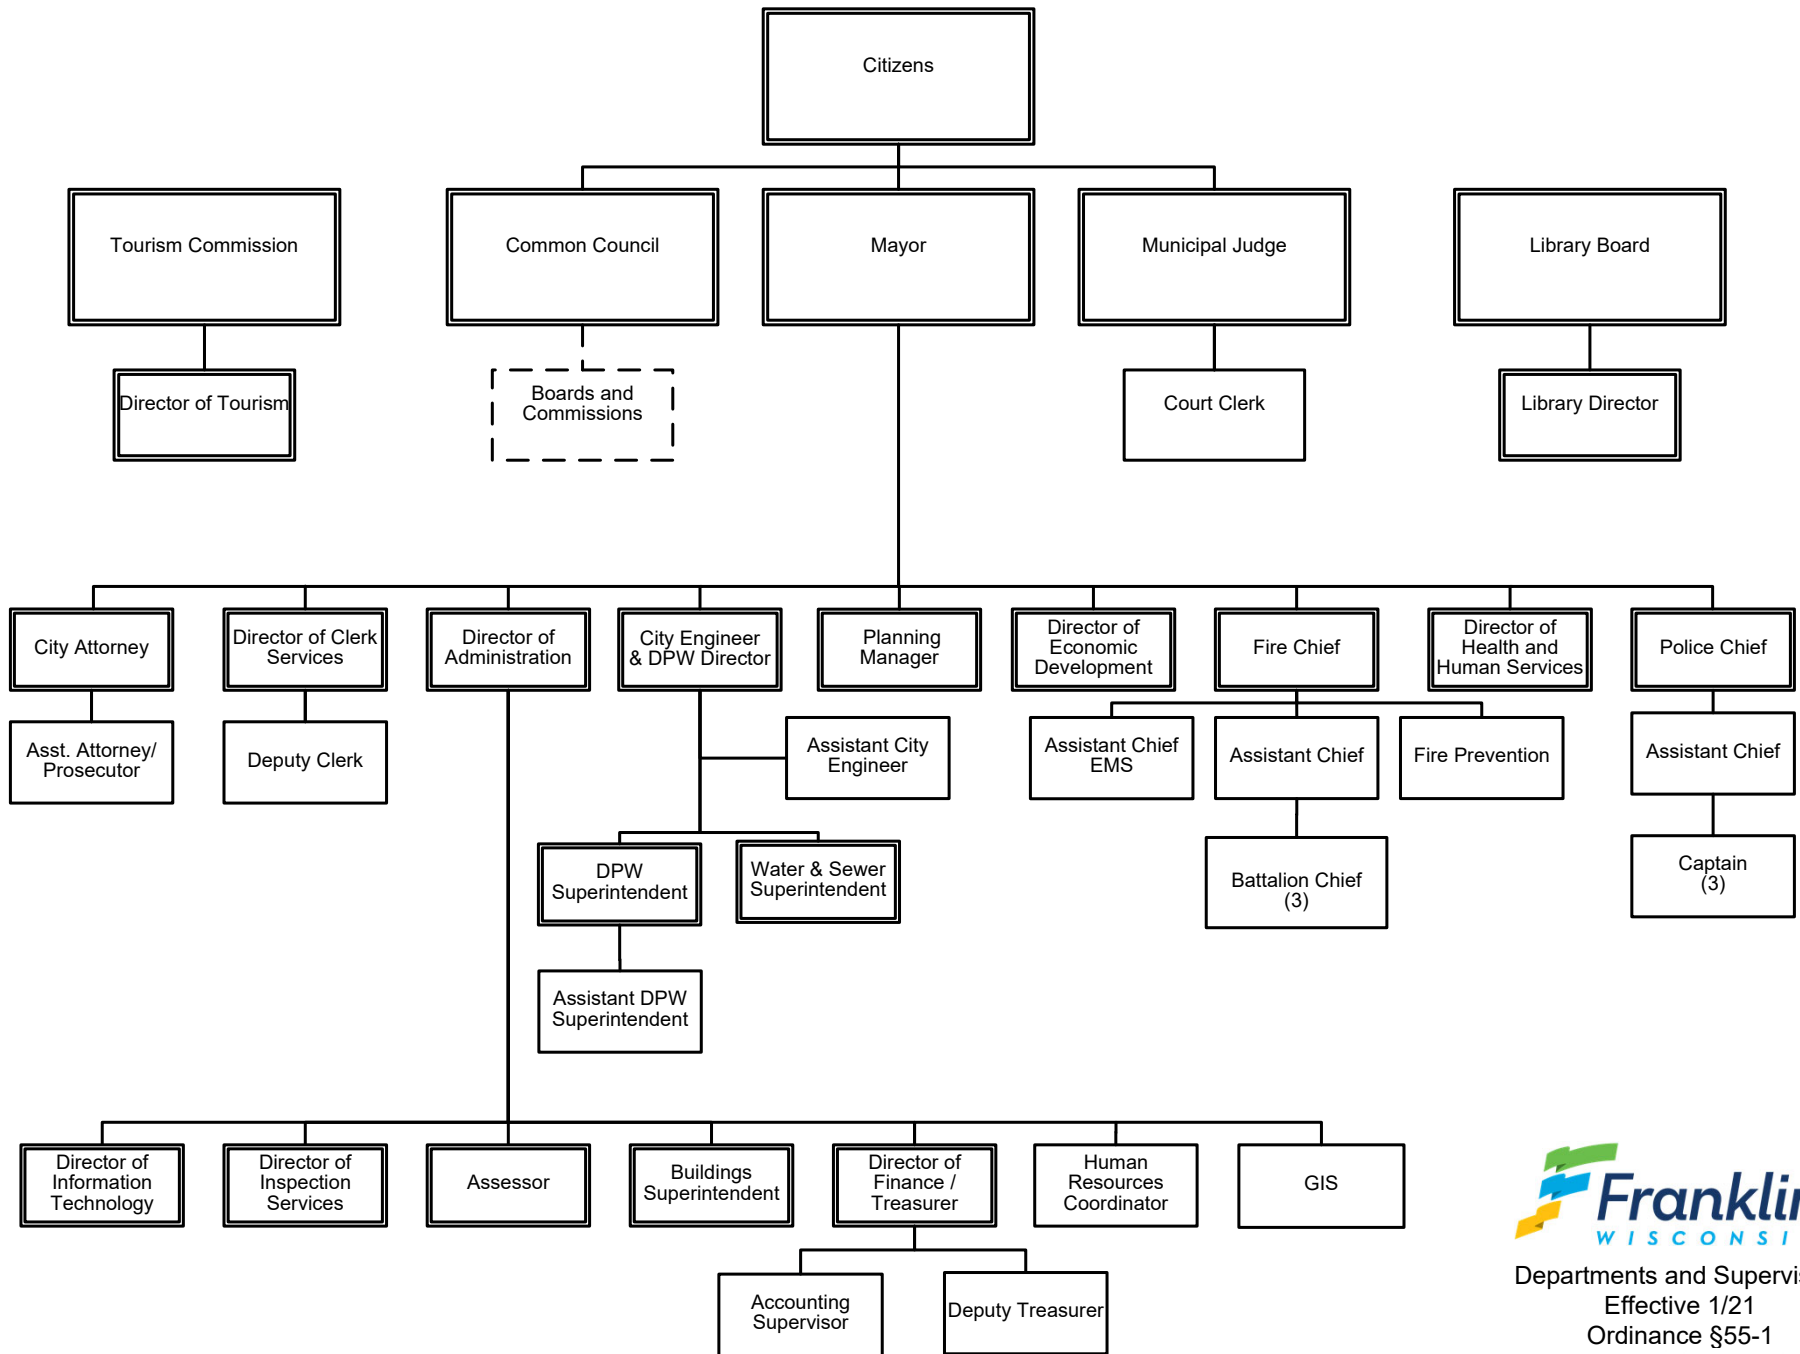 Citizens
Tourism Commission
Common Council
Mayor
Municipal Judge
Library Board
Director of Tourism
Boards and
Commissions
Court Clerk
Library Director
City Attorney
Director of Clerk
Services
Director of
Administration
City Engineer
& DPW Director
Planning
Manager
Director of
Economic
Development
Fire Chief
Director of
Health and
Human Services
Police Chief
Asst. Attorney/
Prosecutor
Deputy Clerk
Assistant City
Engineer
Assistant Chief
EMS
Assistant Chief
Fire Prevention
Assistant Chief
DPW
Superintendent
Water & Sewer
Superintendent
Battalion Chief
(3)
Captain
(3)
Assistant DPW
Superintendent
Director of
Information
Technology
Director of
Inspection
Services
Assessor
Buildings
Superintendent
Director of
Finance /
Treasurer
Human
Resources
Coordinator
GIS
Accounting
Supervisor
Deputy Treasurer
Franklin
WISCONSI
Departments and Supervis
Effective 1/21
Ordinance §55-1